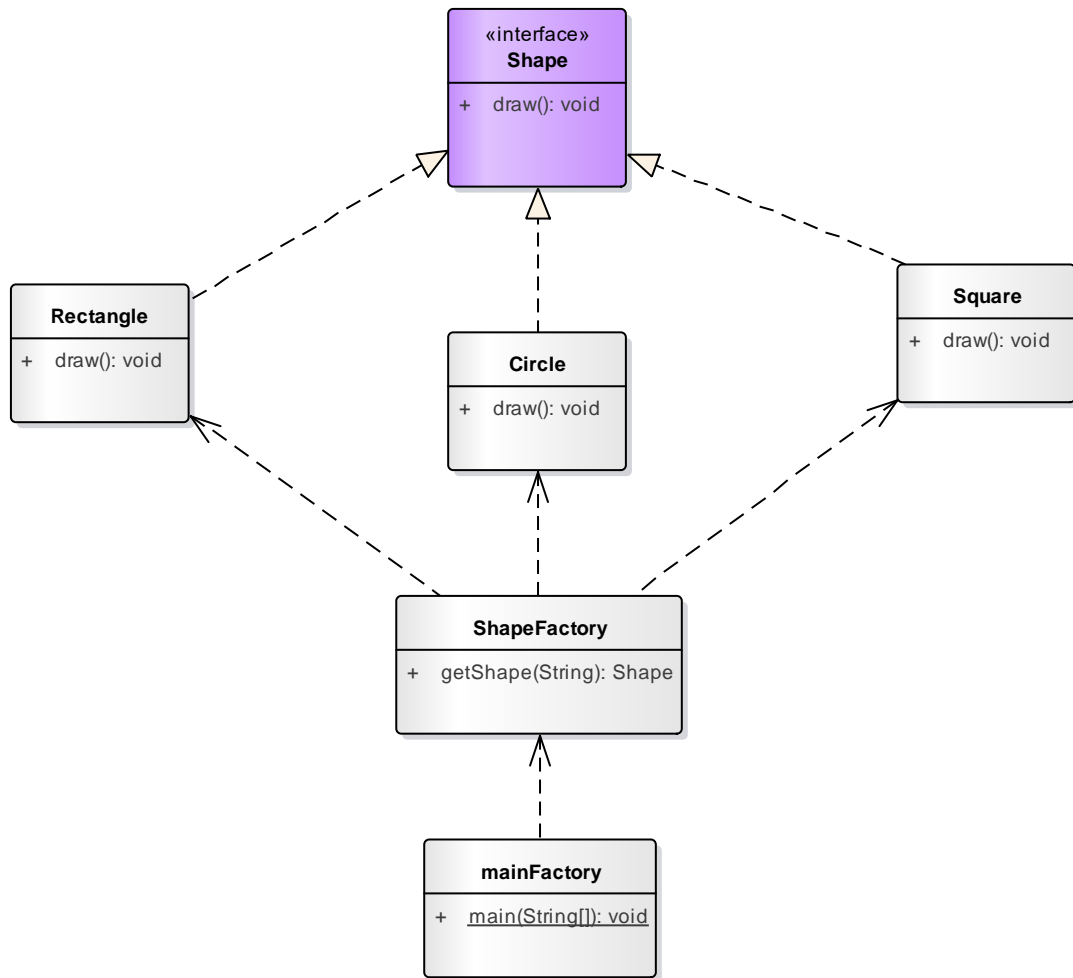 «interface»
Shape
+ draw(): void
Rectangle
+ draw(): void
Circle
+ draw(): void
Square
+ draw(): void
ShapeFactory
+ getShape(String): Shape
mainFactory
+ main(String[]): void